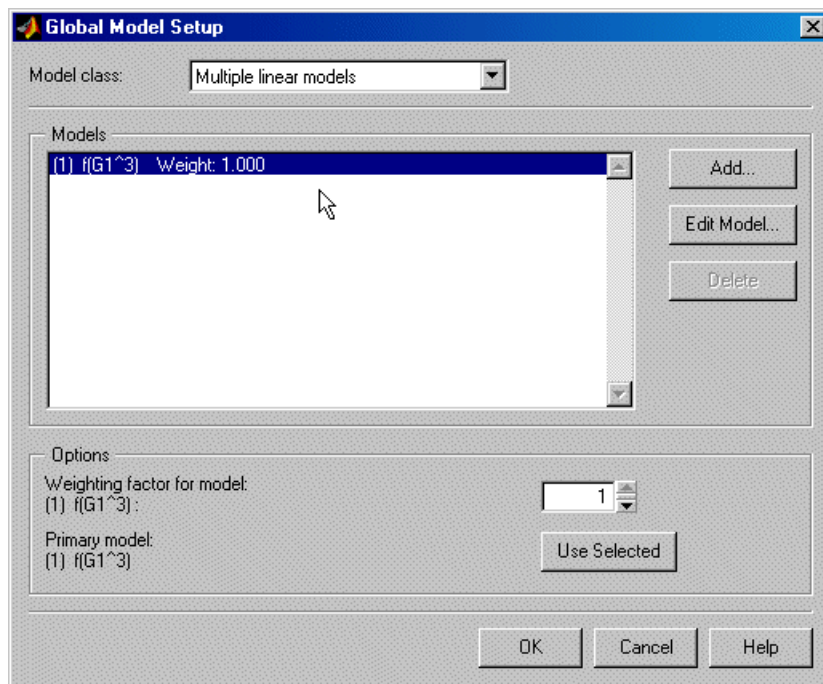 Global Model Setup
Model class: Multiple linear models
Models
(1) f(G1^3) Weight: 1.000
Add...
Edit Model...
Delete
Options
Weighting factor for model:
(1) f(G1^3) :
1
Primary model:
(1) f(G1^3)
Use Selected
OK Cancel Help